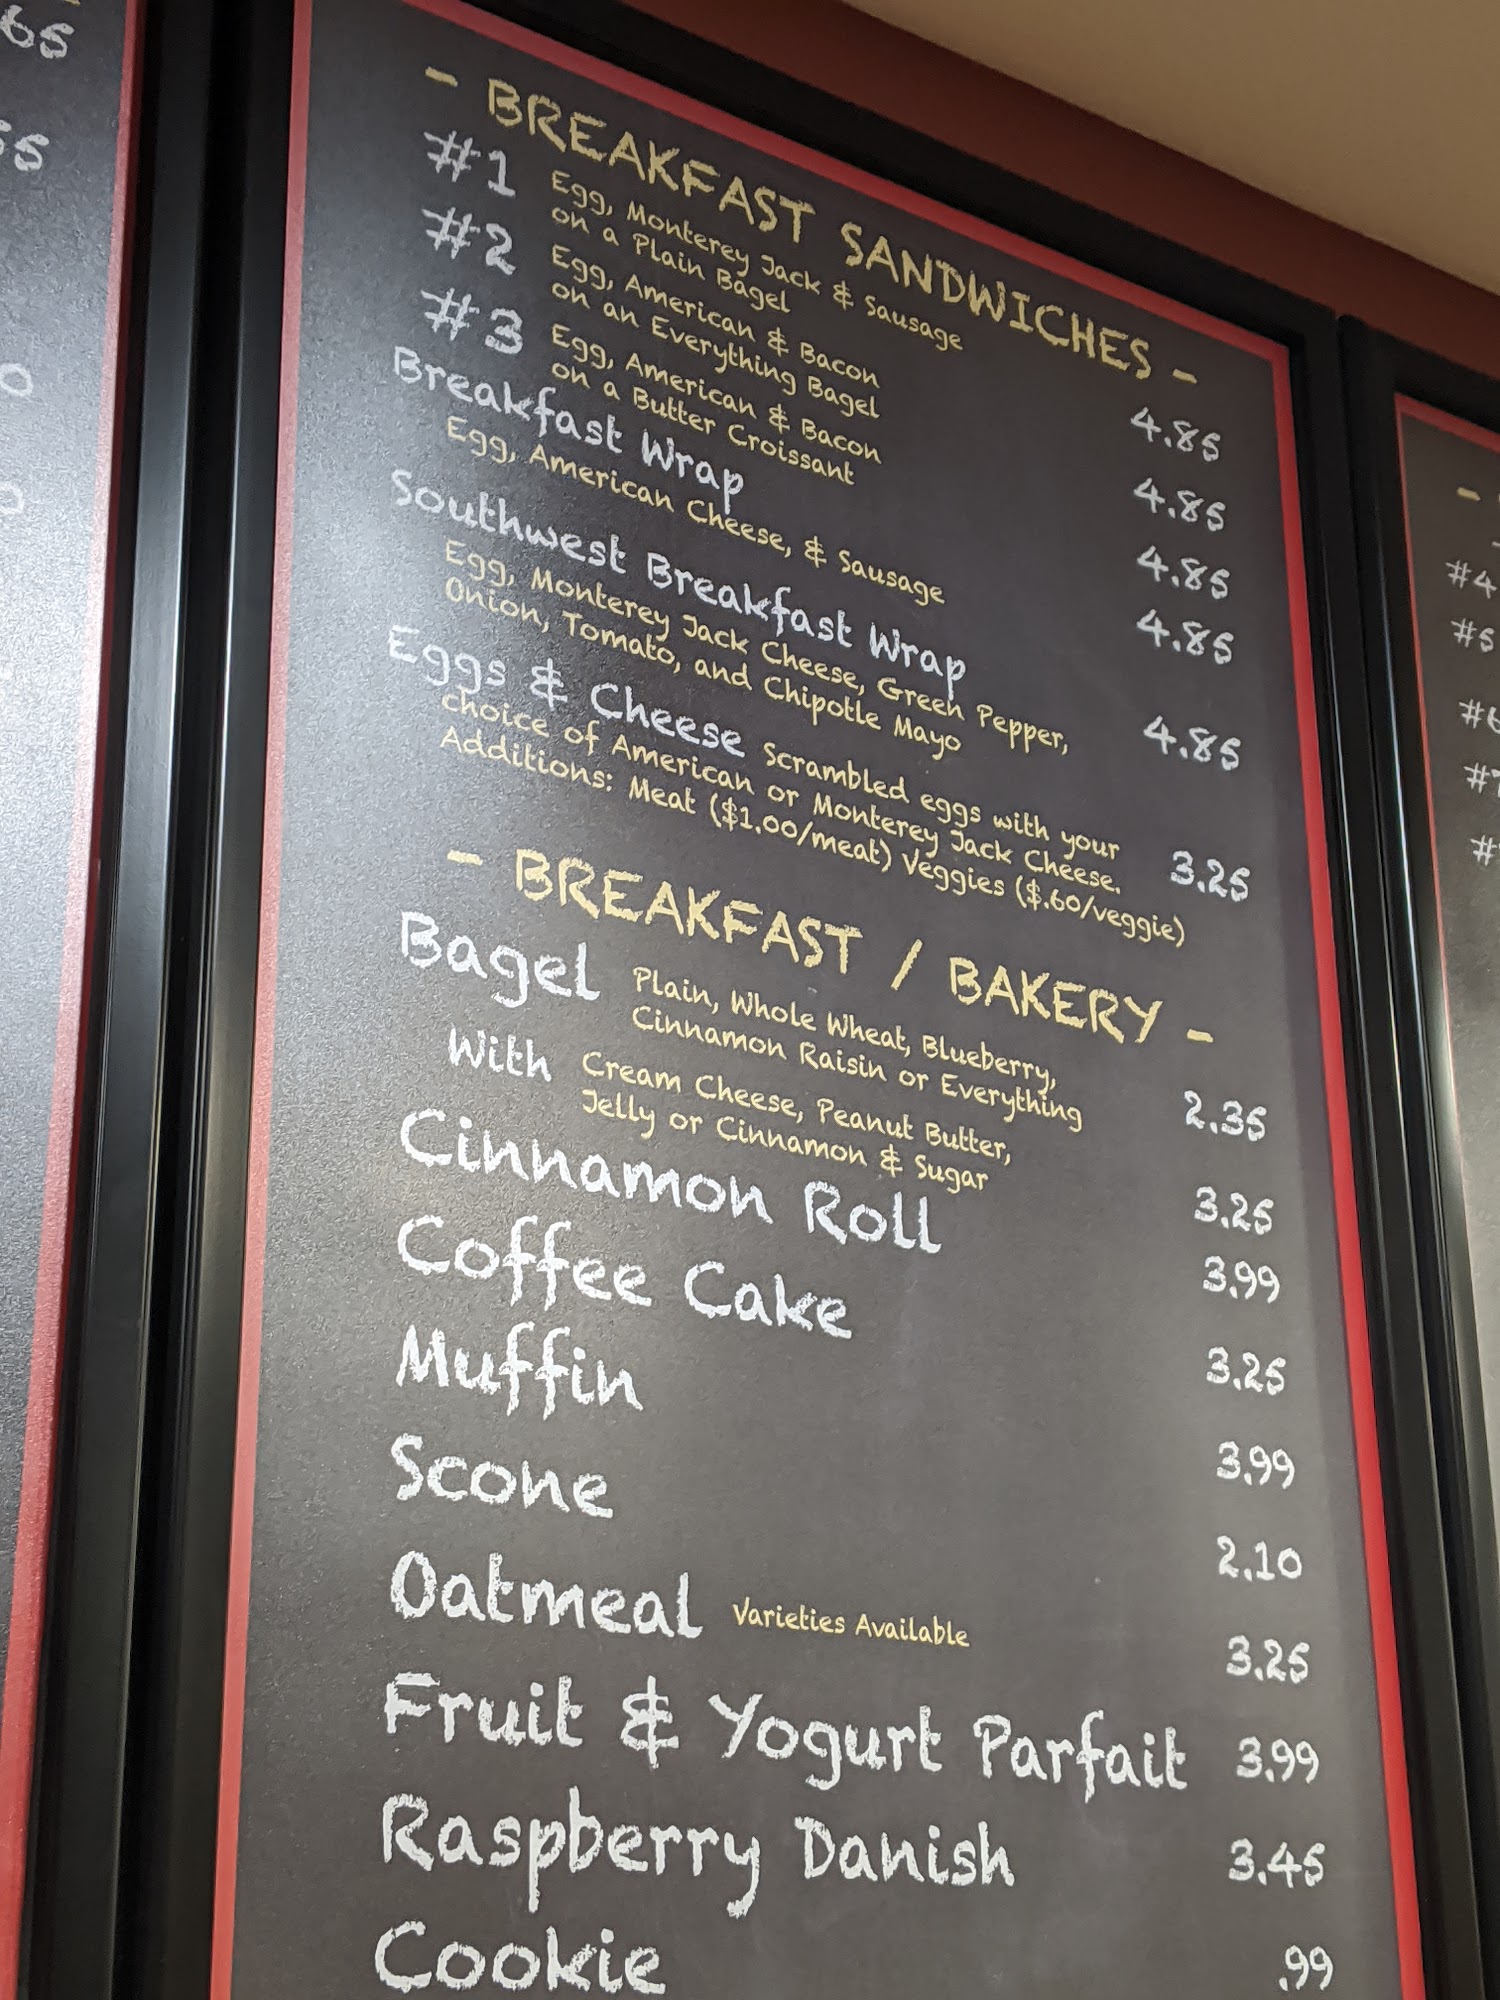 - BREAKFAST SANDWICHES -
#1 Egg, Monterey Jack & Sausage
on a Plain Bagel 4.85
#2 Egg, American & Bacon
on an Everything Bagel 4.85
#3 Egg, American & Bacon
on a Butter Croissant 4.85
Breakfast Wrap 4.85
Egg, American Cheese, & Sausage
Southwest Breakfast Wrap 4.85
Egg, Monterey Jack Cheese, Green Pepper,
Onion, Tomato, and Chipotle Mayo
Eggs & Cheese Scrambled eggs with your
choice of American or Monterey Jack Cheese. 3.25
Additions: Meat ($1.00/meat) Veggies ($.60/veggie)
- BREAKFAST / BAKERY -
Bagel Plain, Whole Wheat, Blueberry,
Cinnamon Raisin or Everything 2.35
With Cream Cheese, Peanut Butter,
Jelly or Cinnamon & Sugar 3.25
Cinnamon Roll 3.99
Coffee Cake 3.25
Muffin 3.99
Scone 2.10
Oatmeal Varieties Available 3.25
Fruit & Yogurt Parfait 3.99
Raspberry Danish 3.45
Cookie .99
#4
#5